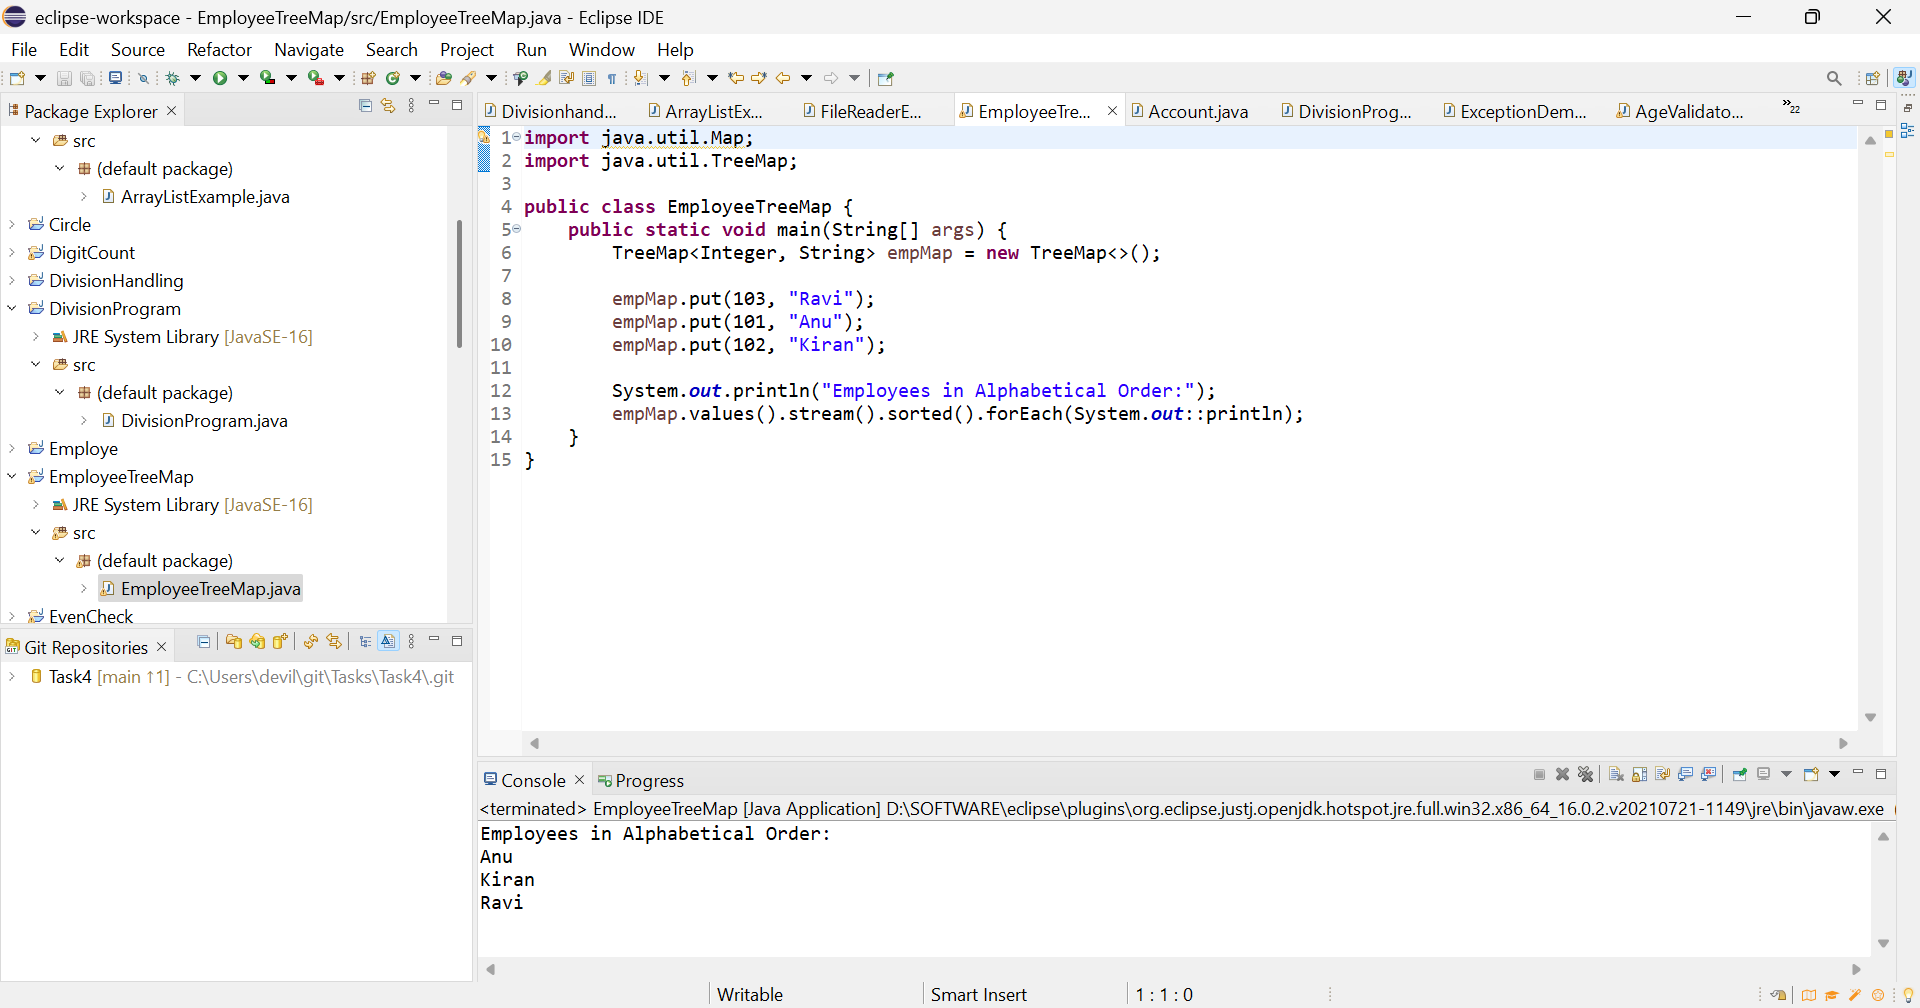 eclipse-workspace - EmployeeTreeMap/src/EmployeeTreeMap.java - Eclipse IDE
File Edit Source Refactor Navigate Search Project Run Window Help
Package Explorer
src
(default package)
ArrayListExample.java
Circle
DigitCount
DivisionHandling
DivisionProgram
JRE System Library [JavaSE-16]
src
(default package)
DivisionProgram.java
Employe
EmployeeTreeMap
JRE System Library [JavaSE-16]
src
(default package)
EmployeeTreeMap.java
EvenCheck
Git Repositories
Task4 [main ↑1] - C:\Users\devil\git\Tasks\Task4\.git
Divisionhand... ArrayListEx... FileReaderE... EmployeeTre... Account.java DivisionProg... ExceptionDem... AgeValidato... »22
1 import java.util.Map;
2 import java.util.TreeMap;
3
4 public class EmployeeTreeMap {
5 public static void main(String[] args) {
6 TreeMap<Integer, String> empMap = new TreeMap<>();
7
8 empMap.put(103, "Ravi");
9 empMap.put(101, "Anu");
10 empMap.put(102, "Kiran");
11
12 System.out.println("Employees in Alphabetical Order:");
13 empMap.values().stream().sorted().forEach(System.out::println);
14 }
15 }
Console Progress
<terminated> EmployeeTreeMap [Java Application] D:\SOFTWARE\eclipse\plugins\org.eclipse.justj.openjdk.hotspot.jre.full.win32.x86_64_16.0.2.v20210721-1149\jre\bin\javaw.exe (
Employees in Alphabetical Order:
Anu
Kiran
Ravi
Writable Smart Insert 1 : 1 : 0